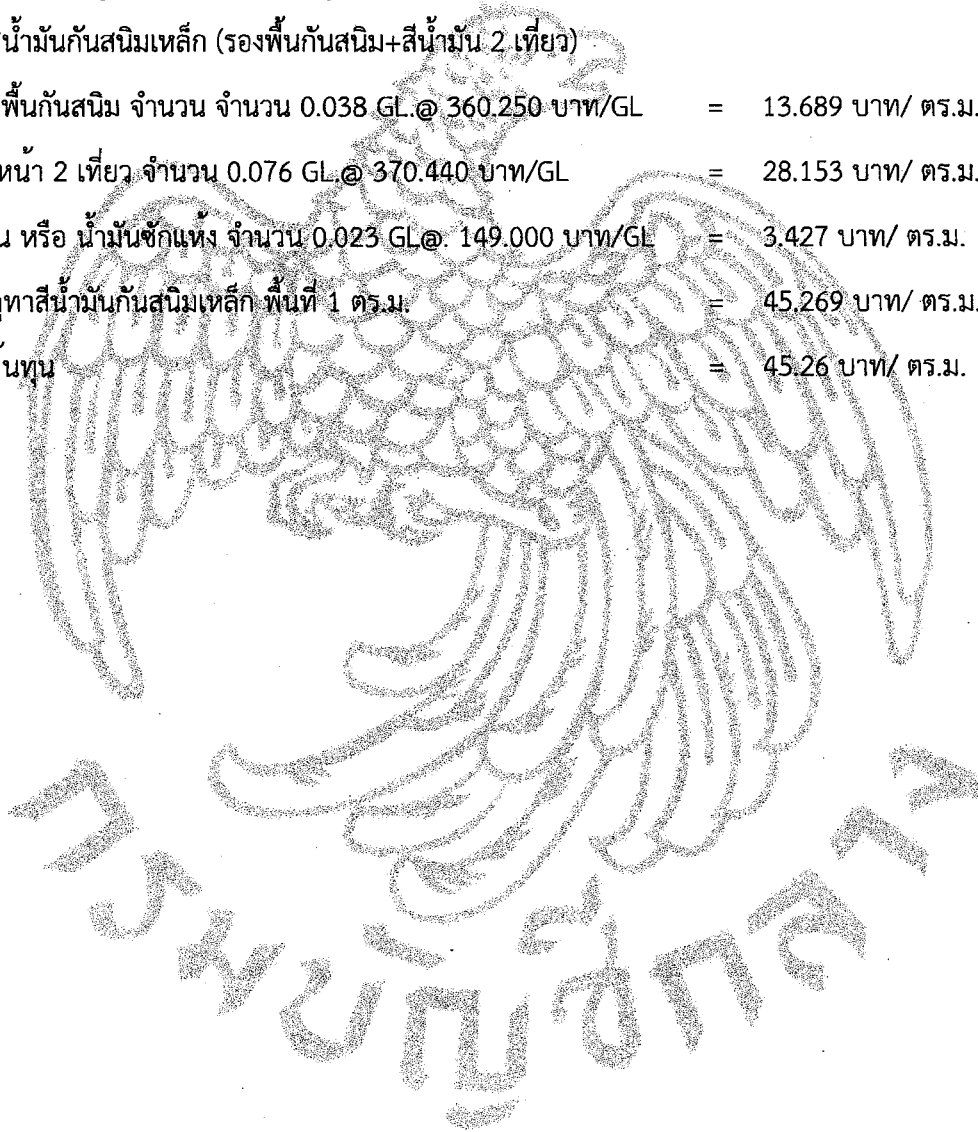 น้ำมันกันสนิมเหล็ก (รองพื้นกันสนิม+สีน้ำมัน 2 เที่ยว)
พื้นกันสนิม จำนวน จำนวน 0.038 GL.@ 360.250 บาท/GL = 13.689 บาท/ ตร.ม.
หน้า 2 เที่ยว จำนวน 0.076 GL.@ 370.440 บาท/GL = 28.153 บาท/ ตร.ม.
น หรือ น้ำมันซักแห้ง จำนวน 0.023 GL@. 149.000 บาท/GL = 3.427 บาท/ ตร.ม.
ทาสีน้ำมันกันสนิมเหล็ก พื้นที่ 1 ตร.ม. = 45.269 บาท/ ตร.ม.
้นทุน = 45.26 บาท/ ตร.ม.
กรมบัญชีกลาง